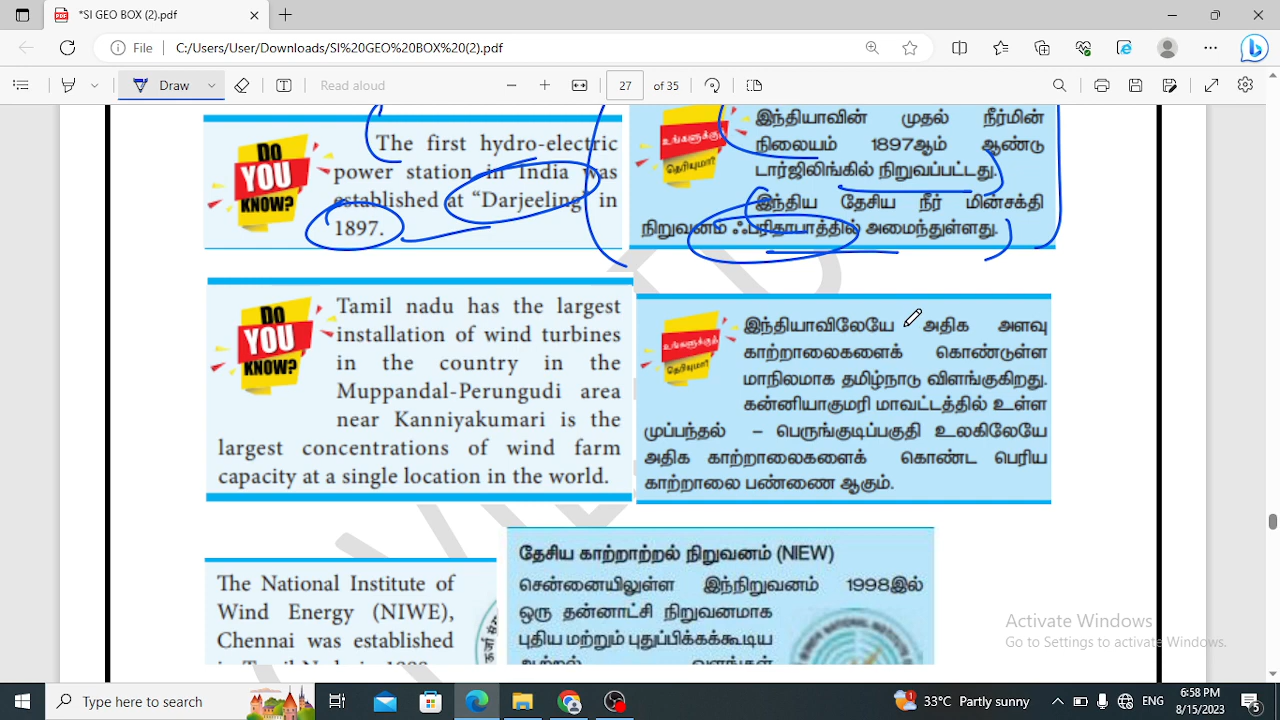 *SI GEO BOX (2).pdf
File C:/Users/User/Downloads/SI%20GEO%20BOX%20(2).pdf
Draw Read aloud 27 of 35
DO YOU KNOW?
The first hydro-electric
power station in India was
established at “Darjeeling” in
1897.
உங்களுக்குத் தெரியுமா?
இந்தியாவின் முதல் நீர்மின்
நிலையம் 1897ஆம் ஆண்டு
டார்ஜிலிங்கில் நிறுவப்பட்டது.
இந்திய தேசிய நீர் மின்சக்தி
நிறுவனம் ஃபரிதாபாத்தில் அமைந்துள்ளது.
DO YOU KNOW?
Tamil nadu has the largest
installation of wind turbines
in the country in the
Muppandal-Perungudi area
near Kanniyakumari is the
largest concentrations of wind farm
capacity at a single location in the world.
உங்களுக்குத் தெரியுமா?
இந்தியாவிலேயே அதிக அளவு
காற்றாலைகளைக் கொண்டுள்ள
மாநிலமாக தமிழ்நாடு விளங்குகிறது.
கன்னியாகுமரி மாவட்டத்தில் உள்ள
முப்பந்தல் – பெருங்குடிப்பகுதி உலகிலேயே
அதிக காற்றாலைகளைக் கொண்ட பெரிய
காற்றாலை பண்ணை ஆகும்.
The National Institute of
Wind Energy (NIWE),
Chennai was established
தேசிய காற்றாற்றல் நிறுவனம் (NIEW)
சென்னையிலுள்ள இந்நிறுவனம் 1998இல்
ஒரு தன்னாட்சி நிறுவனமாக
புதிய மற்றும் புதுப்பிக்கக்கூடிய
Activate Windows
Go to Settings to activate Windows.
Type here to search
33°C Partly sunny
ENG
6:58 PM
8/15/2023